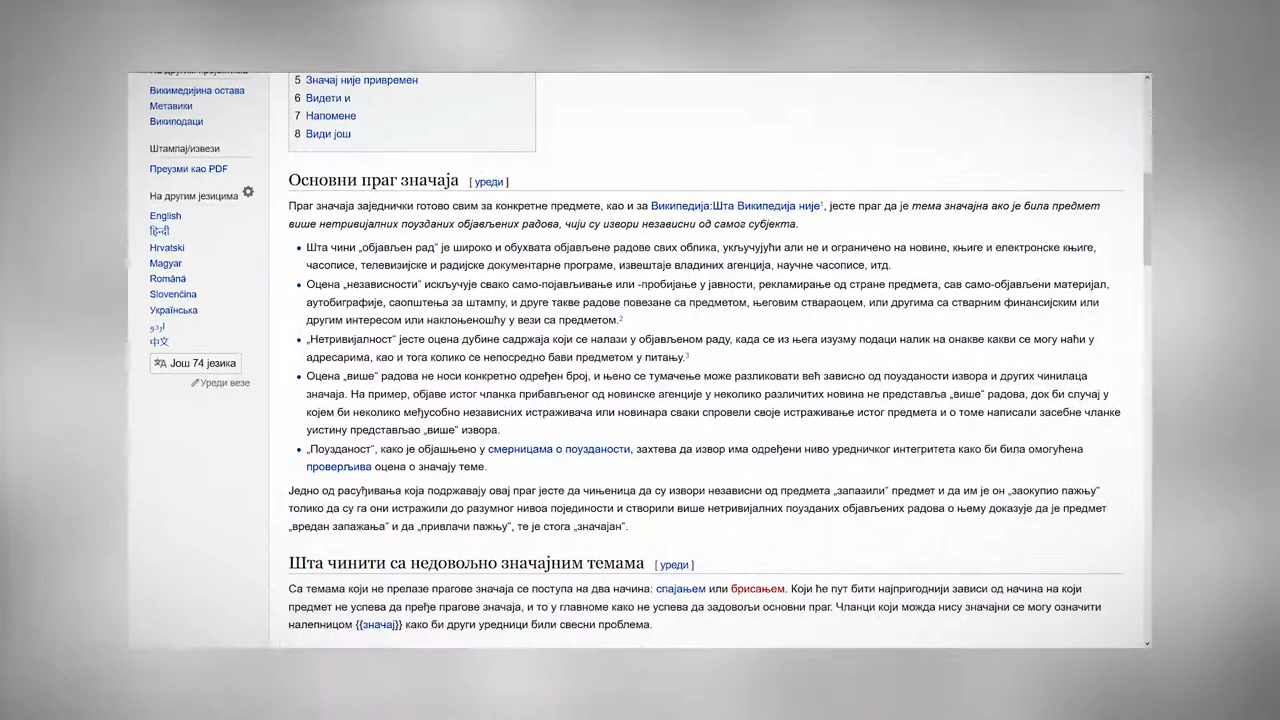 Викимедијина остава
Метавики
Википодаци
Штампај/извези
Преузми као PDF
На другим језицима
English
हिन्दी
Hrvatski
Magyar
Română
Slovenčina
Українська
اردو
中文
Још 74 језика
Уреди везе
5 Значај није привремен
6 Видети и
7 Напомене
8 Види још
Основни праг значаја [ уреди ]
Праг значаја заједнички готово свим за конкретне предмете, као и за Википедија:Шта Википедија није¹, јесте праг да је тема значајна ако је била предмет
више нетривијалних поузданих објављених радова, чији су извори независни од самог субјекта.
• Шта чини „објављен рад“ је широко и обухвата објављене радове свих облика, укључујући али не и ограничено на новине, књиге и електронске књиге,
часописе, телевизијске и радијске документарне програме, извештаје владиних агенција, научне часописе, итд.
• Оцена „независности“ искључује свако само-појављивање или -пробијање у јавности, рекламирање од стране предмета, сав само-објављени материјал,
аутобиграфије, саопштења за штампу, и друге такве радове повезане са предметом, његовим ствараоцем, или другима са стварним финансијским или
другим интересом или наклоњеношћу у вези са предметом.²
• „Нетривијалност“ јесте оцена дубине садржаја који се налази у објављеном раду, када се из њега изузму подаци налик на онакве какви се могу наћи у
адресарима, као и тога колико се непосредно бави предметом у питању.³
• Оцена „више“ радова не носи конкретно одређен број, и њено се тумачење може разликовати већ зависно од поузданости извора и других чинилаца
значаја. На пример, објаве истог чланка прибављеног од новинске агенције у неколико различитих новина не представља „више“ радова, док би случај у
којем би неколико међусобно независних истраживача или новинара сваки спровели своје истраживање истог предмета и о томе написали засебне чланке
уистину представљао „више“ извора.
• „Поузданост“, како је објашњено у смерницама о поузданости, захтева да извор има одређени ниво уредничког интегритета како би била омогућена
проверљива оцена о значају теме.
Једно од расуђивања која подржавају овај праг јесте да чињеница да су извори независни од предмета „запазили“ предмет и да им је он „заокупио пажњу“
толико да су га они истражили до разумног нивоа појединости и створили више нетривијалних поузданих објављених радова о њему доказује да је предмет
„вредан запажања“ и да „привлачи пажњу“, те је стога „значајан“.
Шта чинити са недовољно значајним темама [ уреди ]
Са темама који не прелазе прагове значаја се поступа на два начина: спајањем или брисањем. Који ће пут бити најпригоднији зависи од начина на који
предмет не успева да пређе прагове значаја, и то у главноме како не успева да задовољи основни праг. Чланци који можда нису значајни се могу означити
налепницом {{значај}} како би други уредници били свесни проблема.